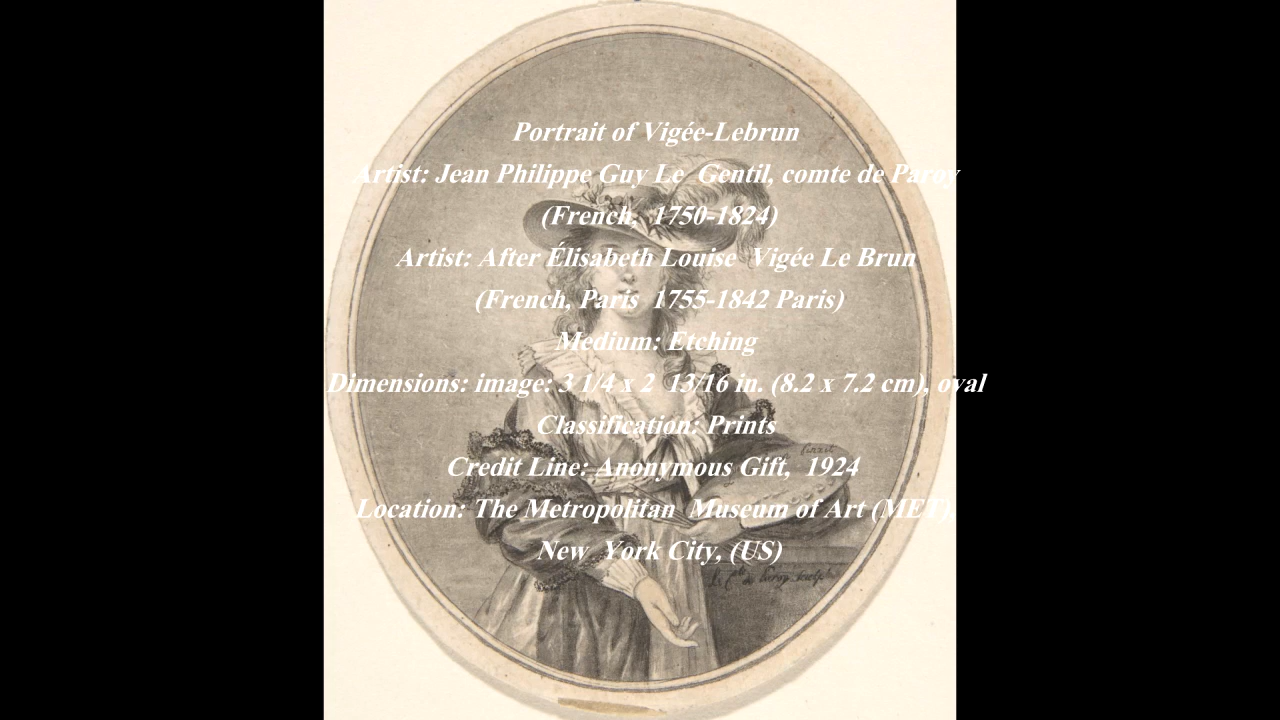 Portrait of Vigée-Lebrun
Artist: Jean Philippe Guy Le Gentil, comte de Paroy
(French, 1750-1824)
Artist: After Élisabeth Louise Vigée Le Brun
(French, Paris 1755-1842 Paris)
Medium: Etching
Dimensions: image: 3 1/4 x 2 13/16 in. (8.2 x 7.2 cm), oval
Classification: Prints
Credit Line: Anonymous Gift, 1924
Location: The Metropolitan Museum of Art (MET),
New York City, (US)